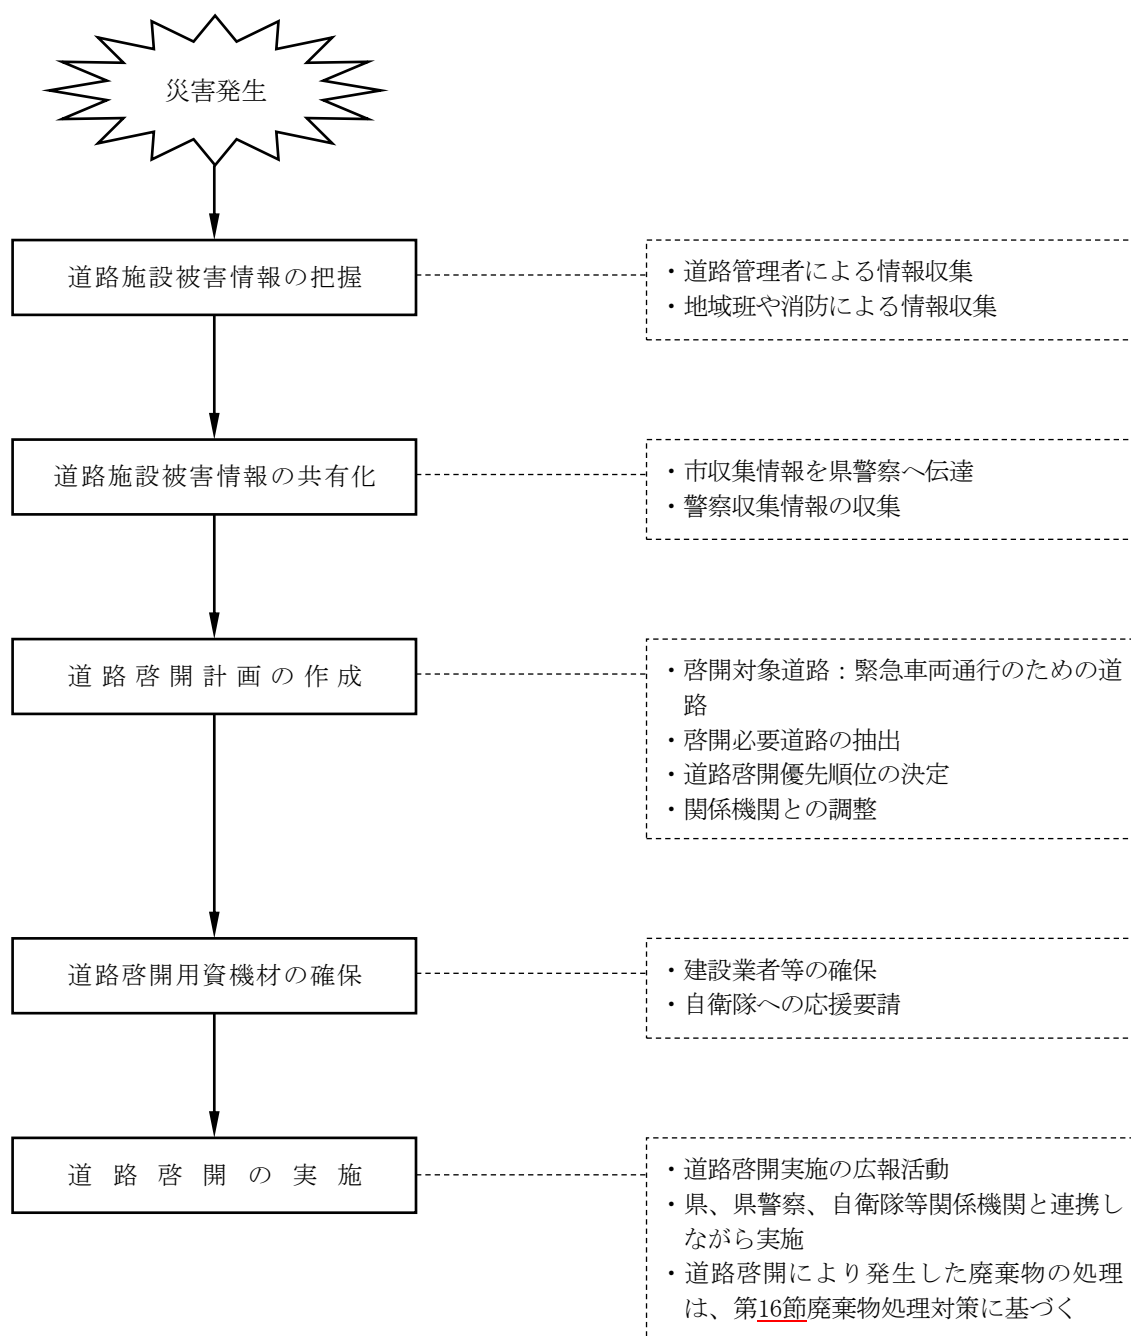 災害発生
道路施設被害情報の把握
・道路管理者による情報収集
・地域班や消防による情報収集
道路施設被害情報の共有化
・市収集情報を県警察へ伝達
・警察収集情報の収集
道路啓開計画の作成
・啓開対象道路：緊急車両通行のための道
路
・啓開必要道路の抽出
・道路啓開優先順位の決定
・関係機関との調整
道路啓開用資機材の確保
・建設業者等の確保
・自衛隊への応援要請
道路啓開の実施
・道路啓開実施の広報活動
・県、県警察、自衛隊等関係機関と連携し
ながら実施
・道路啓開により発生した廃棄物の処理
は、第16節廃棄物処理対策に基づく